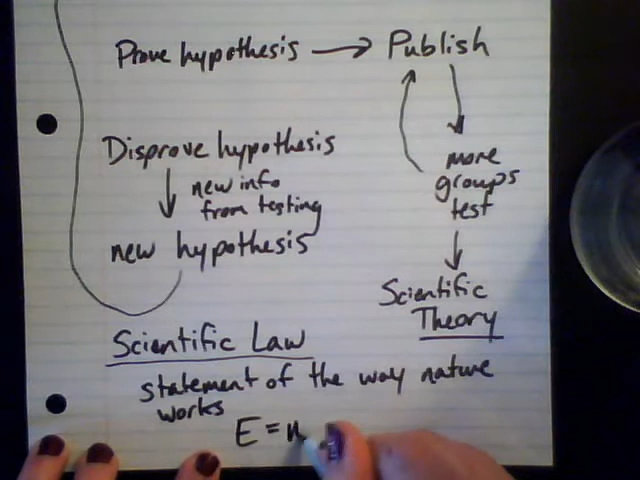 Prove hypothesis → Publish
Disprove hypothesis
new info
from testing
new hypothesis
more
groups
test
Scientific
Theory
Scientific Law
statement of the way nature
works
E =